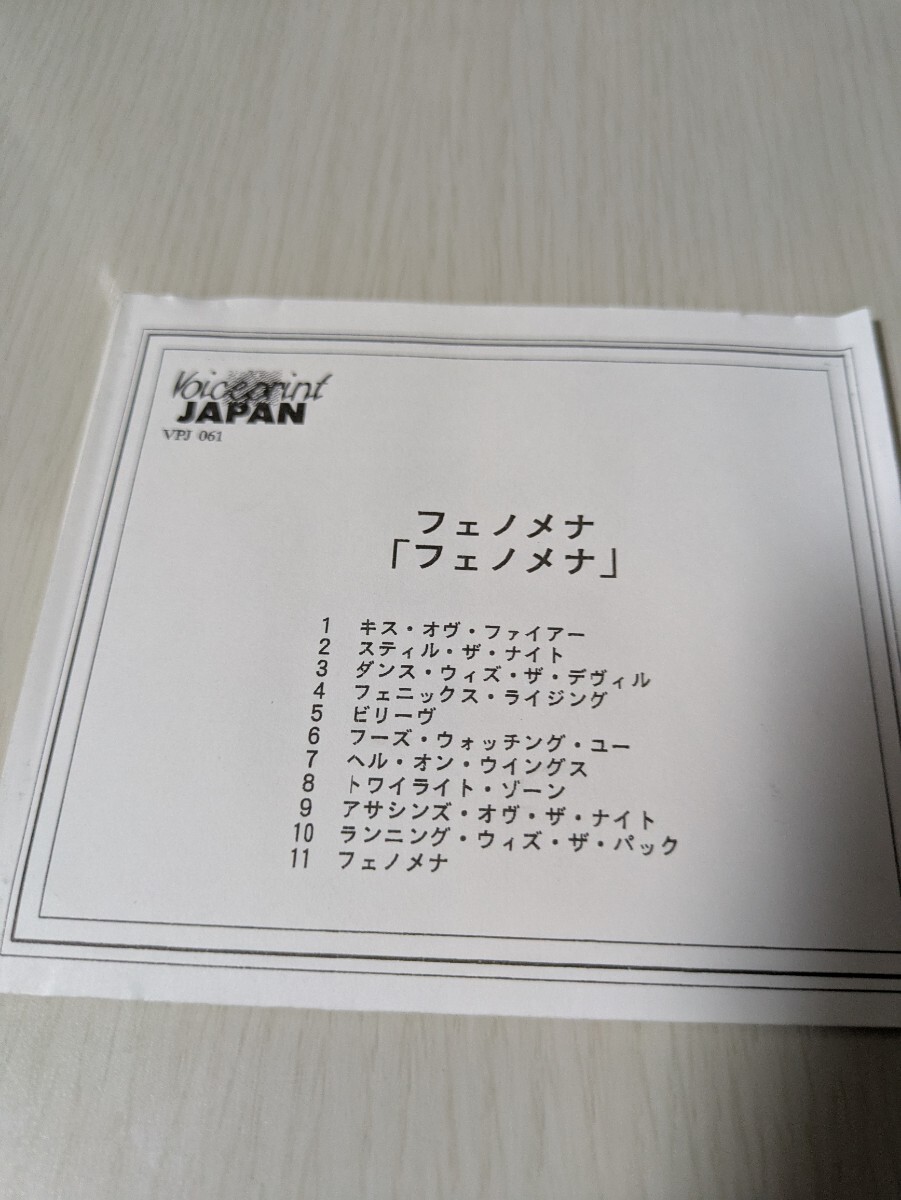 Voiceprint
JAPAN
VPJ 061
フェノメナ
「フェノメナ」
1 キス・オヴ・ファイアー
2 スティル・ザ・ナイト
3 ダンス・ウィズ・ザ・デヴィル
4 フェニックス・ライジング
5 ビリーヴ
6 フーズ・ウォッチング・ユー
7 ヘル・オン・ウイングス
8 トワイライト・ゾーン
9 アサシンズ・オヴ・ザ・ナイト
10 ランニング・ウィズ・ザ・パック
11 フェノメナ